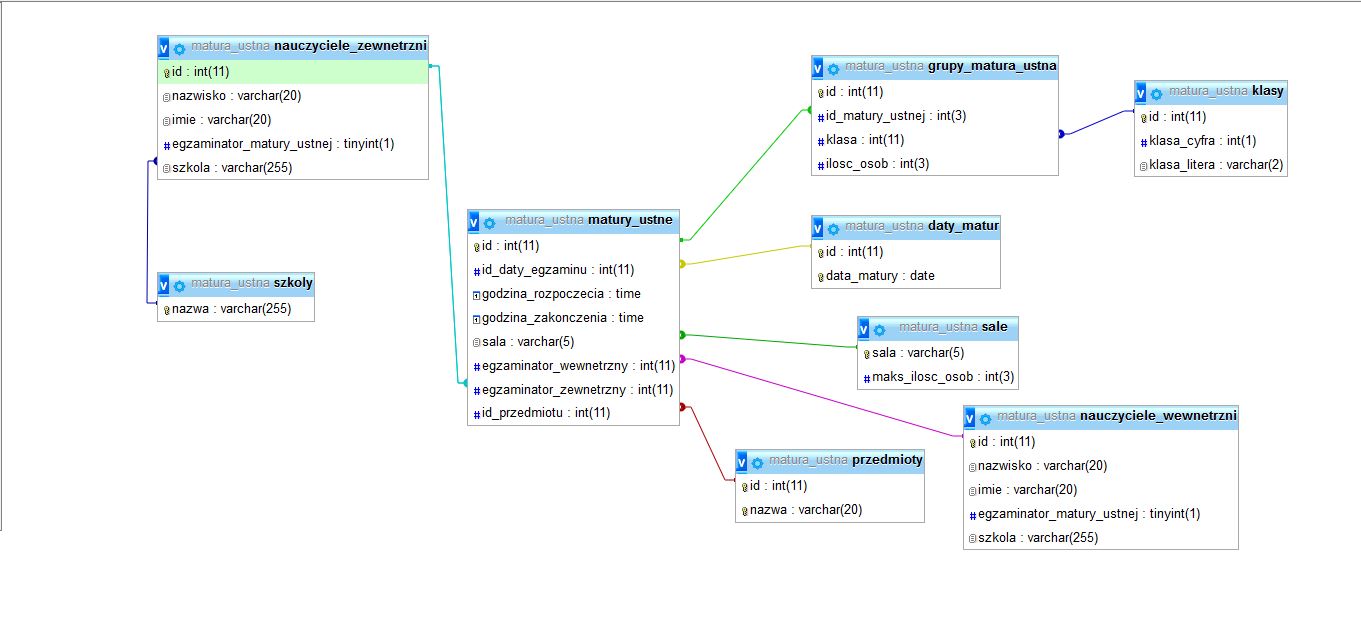 matura_ustna nauczyciele_zewnetrzni
id : int(11)
nazwisko : varchar(20)
imie : varchar(20)
egzaminator_matury_ustnej : tinyint(1)
szkola : varchar(255)
matura_ustna szkoly
nazwa : varchar(255)
matura_ustna matury_ustne
id : int(11)
id_daty_egzaminu : int(11)
godzina_rozpoczecia : time
godzina_zakonczenia : time
sala : varchar(5)
egzaminator_wewnetrzny : int(11)
egzaminator_zewnetrzny : int(11)
id_przedmiotu : int(11)
matura_ustna grupy_matura_ustna
id : int(11)
id_matury_ustnej : int(3)
klasa : int(11)
ilosc_osob : int(3)
matura_ustna klasy
id : int(11)
klasa_cyfra : int(1)
klasa_litera : varchar(2)
matura_ustna daty_matur
id : int(11)
data_matury : date
matura_ustna sale
sala : varchar(5)
maks_ilosc_osob : int(3)
matura_ustna nauczyciele_wewnetrzni
id : int(11)
nazwisko : varchar(20)
imie : varchar(20)
egzaminator_matury_ustnej : tinyint(1)
szkola : varchar(255)
matura_ustna przedmioty
id : int(11)
nazwa : varchar(20)